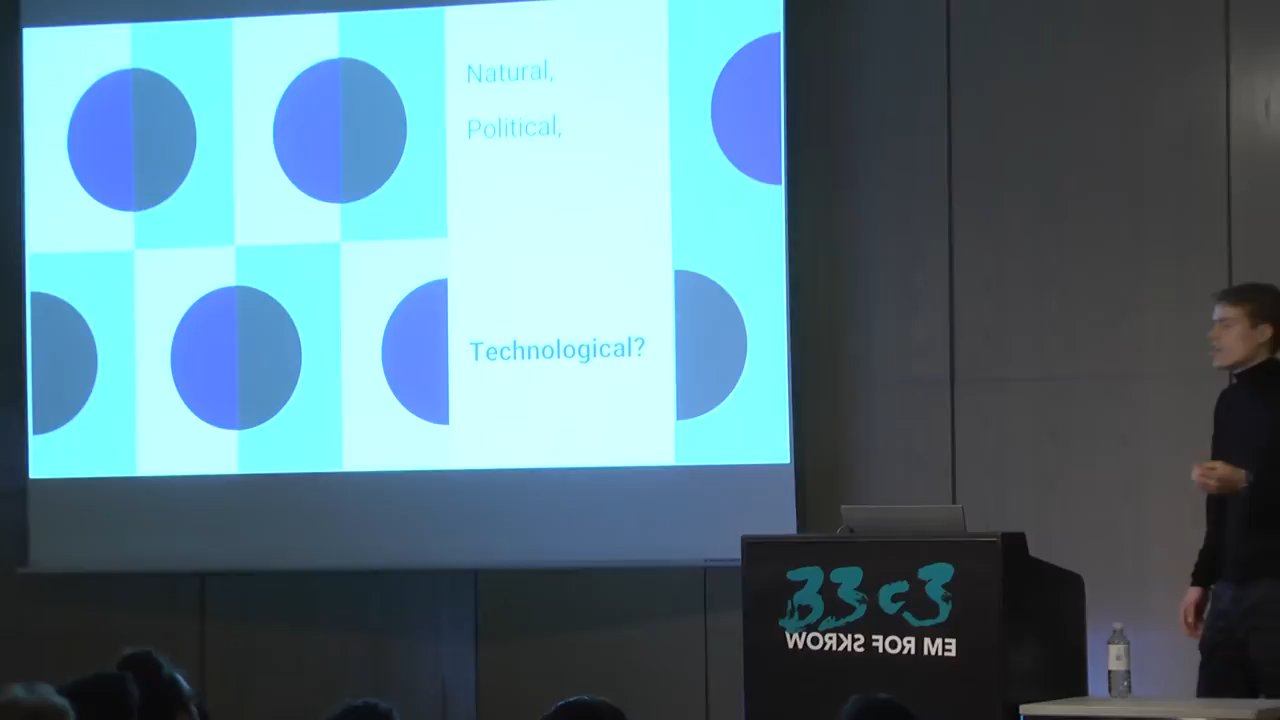 Natural,
Political,
Technological?
33c3
WORKS FOR ME